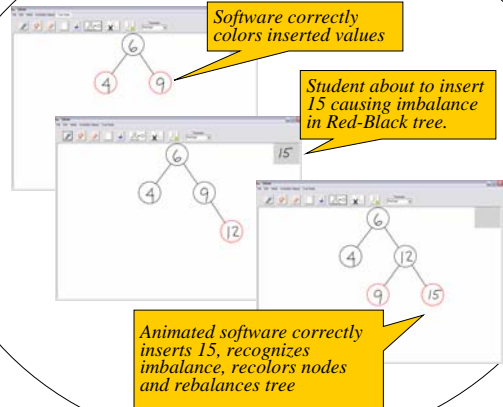 Software correctly
colors inserted values
6
4 9
Student about to insert
15 causing imbalance
in Red-Black tree.
15
6
4 9
12
6
4 12
9 15
Animated software correctly
inserts 15, recognizes
imbalance, recolors nodes
and rebalances tree